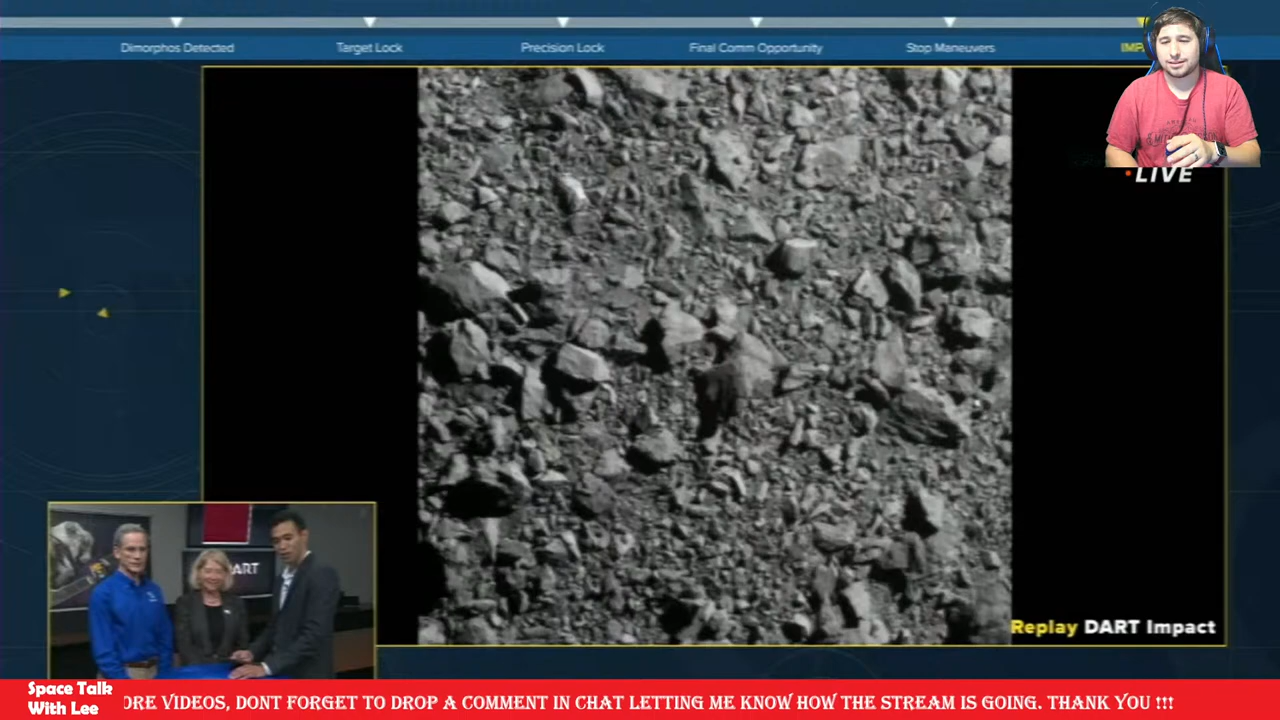 Dimorphos Detected
Target Lock
Precision Lock
Final Comm Opportunity
Stop Maneuvers
LIVE
DART
Replay DART Impact
Space Talk
With Lee
ORE VIDEOS, DONT FORGET TO DROP A COMMENT IN CHAT LETTING ME KNOW HOW THE STREAM IS GOING. THANK YOU !!!